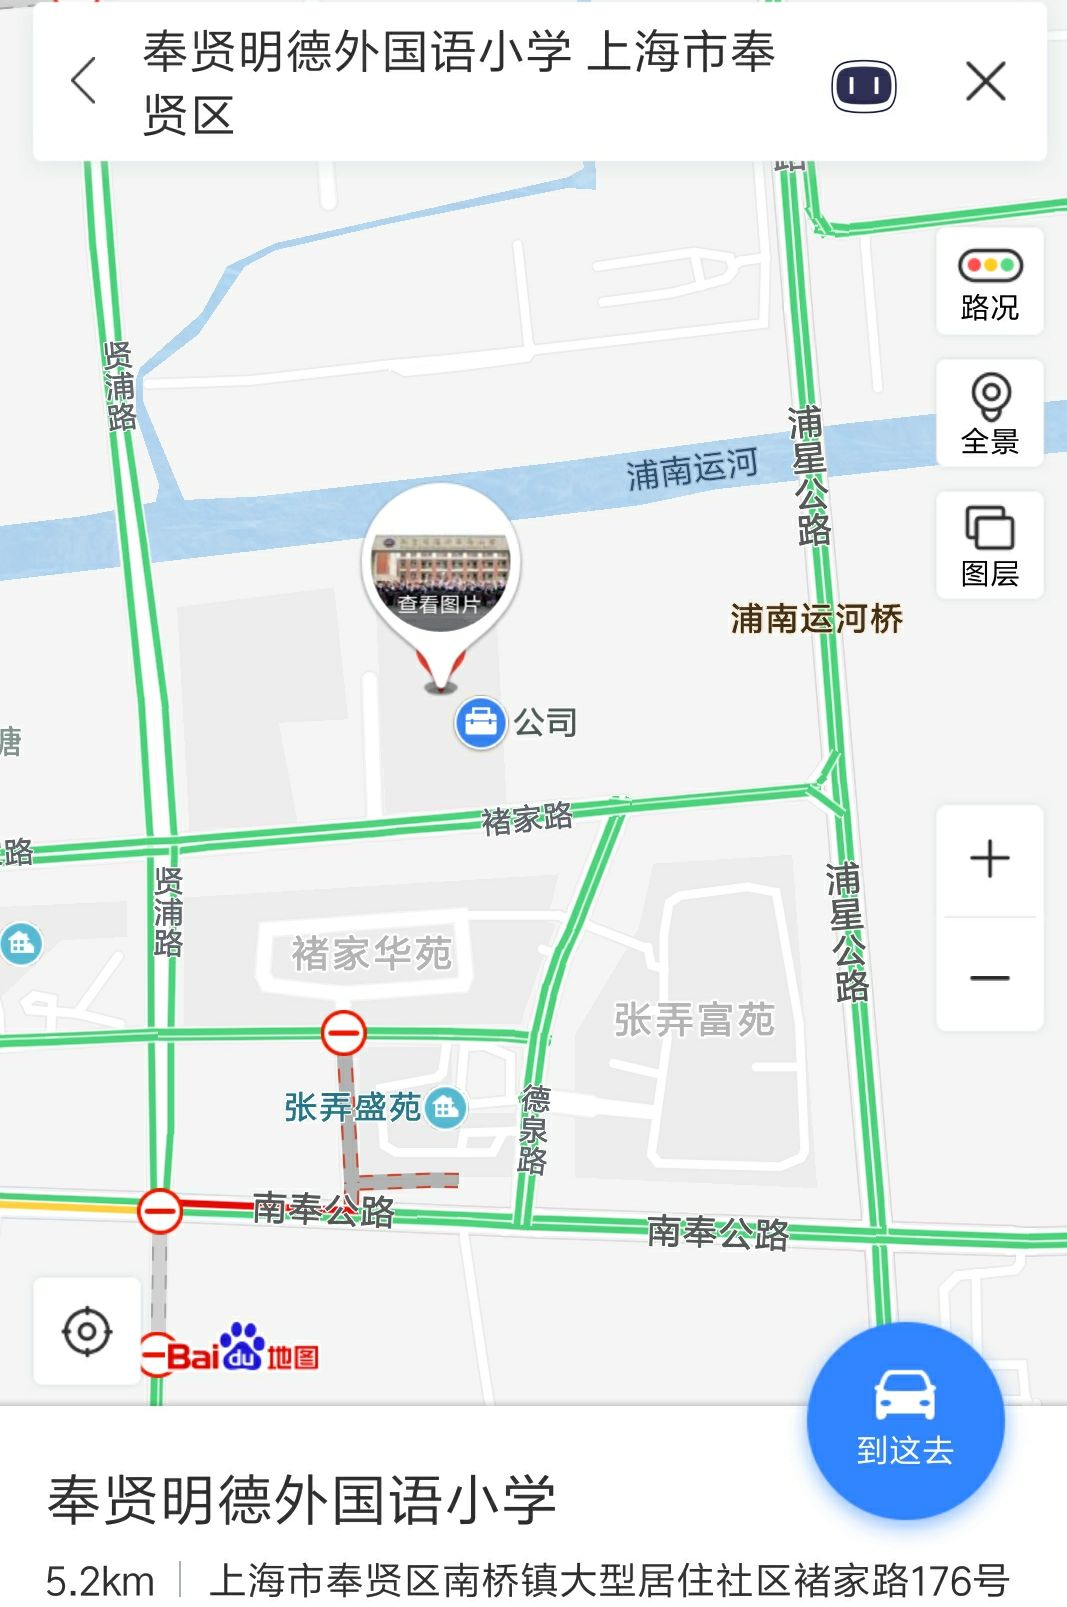 奉贤明德外国语小学 上海市奉
贤区
路
路况
贤浦路
浦星公路
全景
浦南运河
图层
查看图片
浦南运河桥
公司
塘
褚家路
路
贤浦路
浦星公路
褚家华苑
张弄富苑
张弄盛苑
德泉路
南奉公路
南奉公路
Bai du 地图
到这去
奉贤明德外国语小学
5.2km 上海市奉贤区南桥镇大型居住社区褚家路176号